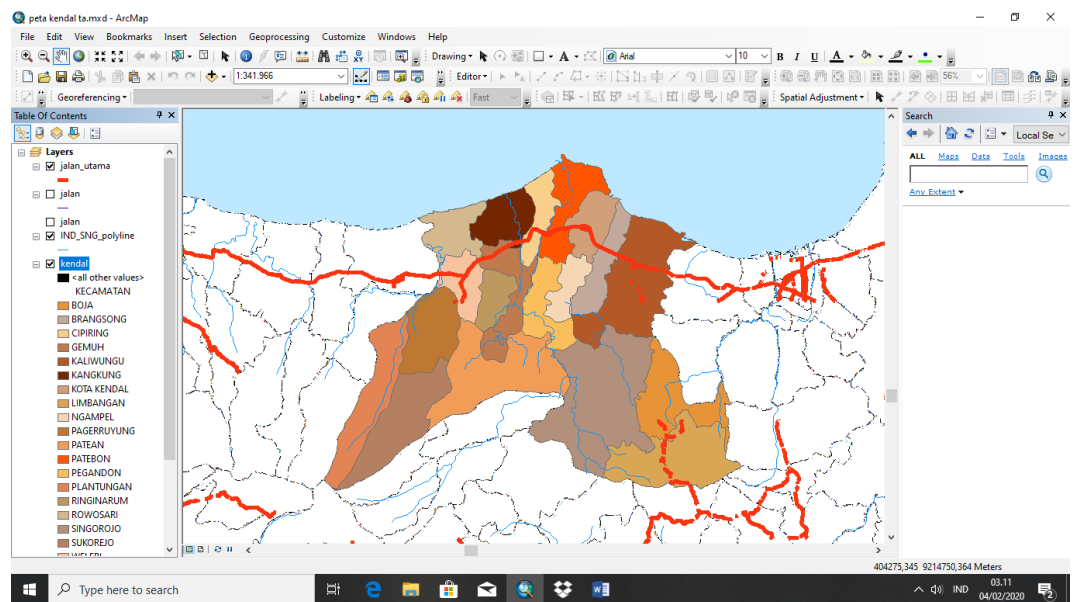 peta kendal ta.mxd - ArcMap
File Edit View Bookmarks Insert Selection Geoprocessing Customize Windows Help
Drawing Arial 10 B I U A
1:341.966 Editor 56%
Georeferencing Labeling Fast Spatial Adjustment
Table Of Contents
Layers
jalan_utama
jalan
jalan
IND_SNG_polyline
kendal
<all other values>
KECAMATAN
BOJA
BRANGSONG
CIPIRING
GEMUH
KALIWUNGU
KANGKUNG
KOTA KENDAL
LIMBANGAN
NGAMPEL
PAGERRUYUNG
PATEAN
PATEBON
PEGANDON
PLANTUNGAN
RINGINARUM
ROWOSARI
SINGOROJO
SUKOREJO
Search
Local Se
ALL Maps Data Tools Images
Any Extent
404275,345 9214750,364 Meters
Type here to search
IND
03.11
04/02/2020
2